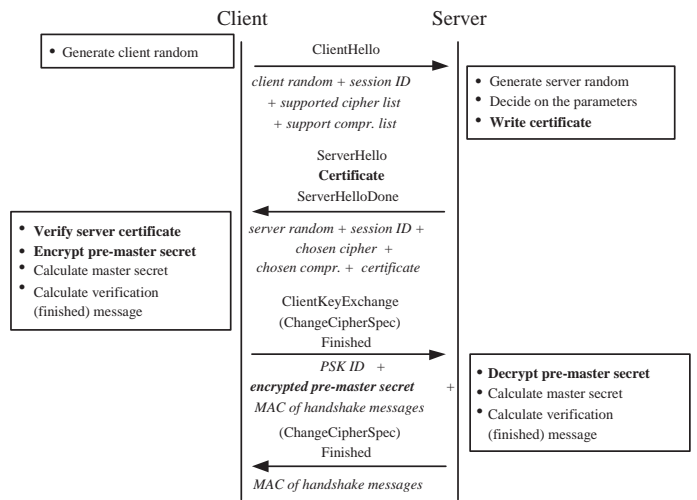 Client
Server
• Generate client random
ClientHello
client random + session ID
+ supported cipher list
+ support compr. list
• Generate server random
• Decide on the parameters
• Write certificate
ServerHello
Certificate
ServerHelloDone
server random + session ID +
chosen cipher +
chosen compr. + certificate
• Verify server certificate
• Encrypt pre-master secret
• Calculate master secret
• Calculate verification
(finished) message
ClientKeyExchange
(ChangeCipherSpec)
Finished
PSK ID +
encrypted pre-master secret +
MAC of handshake messages
• Decrypt pre-master secret
• Calculate master secret
• Calculate verification
(finished) message
(ChangeCipherSpec)
Finished
MAC of handshake messages